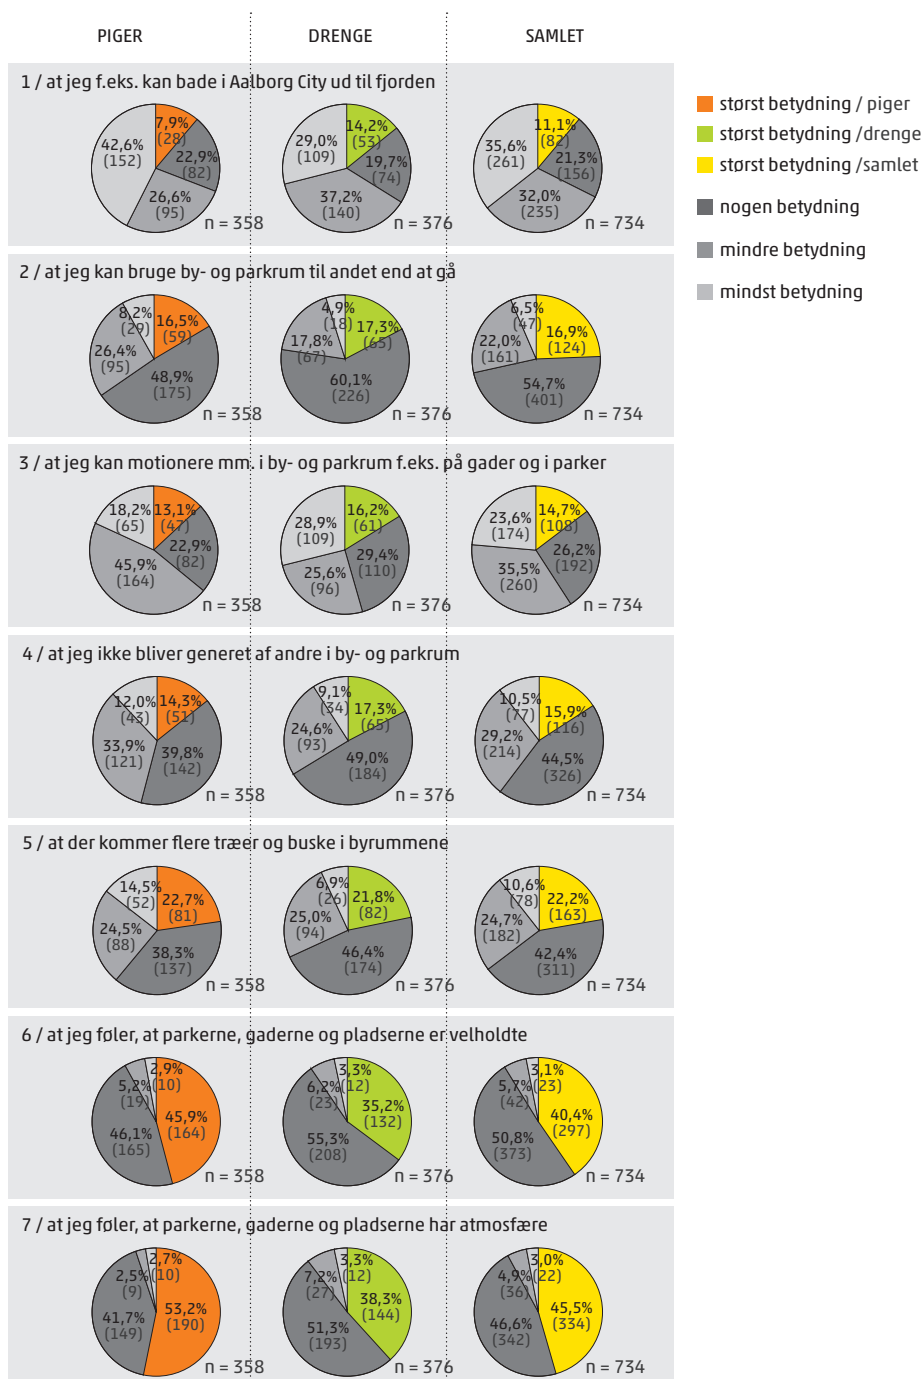 PIGER DRENGE SAMLET
1 / at jeg f.eks. kan bade i Aalborg City ud til fjorden
42,6% (152) 7,9% (28) 22,9% (82) 26,6% (95) n = 358
29,0% (109) 14,2% (53) 19,7% (74) 37,2% (140) n = 376
35,6% (261) 11,1% (82) 21,3% (156) 32,0% (235) n = 734
2 / at jeg kan bruge by- og parkrum til andet end at gå
8,2% (29) 16,5% (59) 26,4% (95) 48,9% (175) n = 358
4,9% (18) 17,3% (65) 17,8% (67) 60,1% (226) n = 376
6,5% (47) 16,9% (124) 22,0% (161) 54,7% (401) n = 734
3 / at jeg kan motionere mm. i by- og parkrum f.eks. på gader og i parker
18,2% (65) 13,1% (47) 22,9% (82) 45,9% (164) n = 358
28,9% (109) 16,2% (61) 29,4% (110) 25,6% (96) n = 376
23,6% (174) 14,7% (108) 26,2% (192) 35,5% (260) n = 734
4 / at jeg ikke bliver generet af andre i by- og parkrum
12,0% (43) 14,3% (51) 33,9% (121) 39,8% (142) n = 358
9,1% (34) 17,3% (65) 24,6% (93) 49,0% (184) n = 376
10,5% (77) 15,9% (116) 29,2% (214) 44,5% (326) n = 734
5 / at der kommer flere træer og buske i byrummene
14,5% (52) 22,7% (81) 24,5% (88) 38,3% (137) n = 358
6,9% (26) 21,8% (82) 25,0% (94) 46,4% (174) n = 376
10,6% (78) 22,2% (163) 24,7% (182) 42,4% (311) n = 734
6 / at jeg føler, at parkerne, gaderne og pladserne er velholdte
2,9% (10) 5,2% (19) 45,9% (164) 46,1% (165) n = 358
3,3% (12) 6,2% (23) 35,2% (132) 55,3% (208) n = 376
3,1% (23) 5,7% (42) 40,4% (297) 50,8% (373) n = 734
7 / at jeg føler, at parkerne, gaderne og pladserne har atmosfære
2,7% (10) 2,5% (9) 53,2% (190) 41,7% (149) n = 358
3,3% (12) 7,2% (27) 38,3% (144) 51,3% (193) n = 376
3,0% (22) 4,9% (36) 45,5% (334) 46,6% (342) n = 734
størst betydning / piger
størst betydning /drenge
størst betydning /samlet
nogen betydning
mindre betydning
mindst betydning